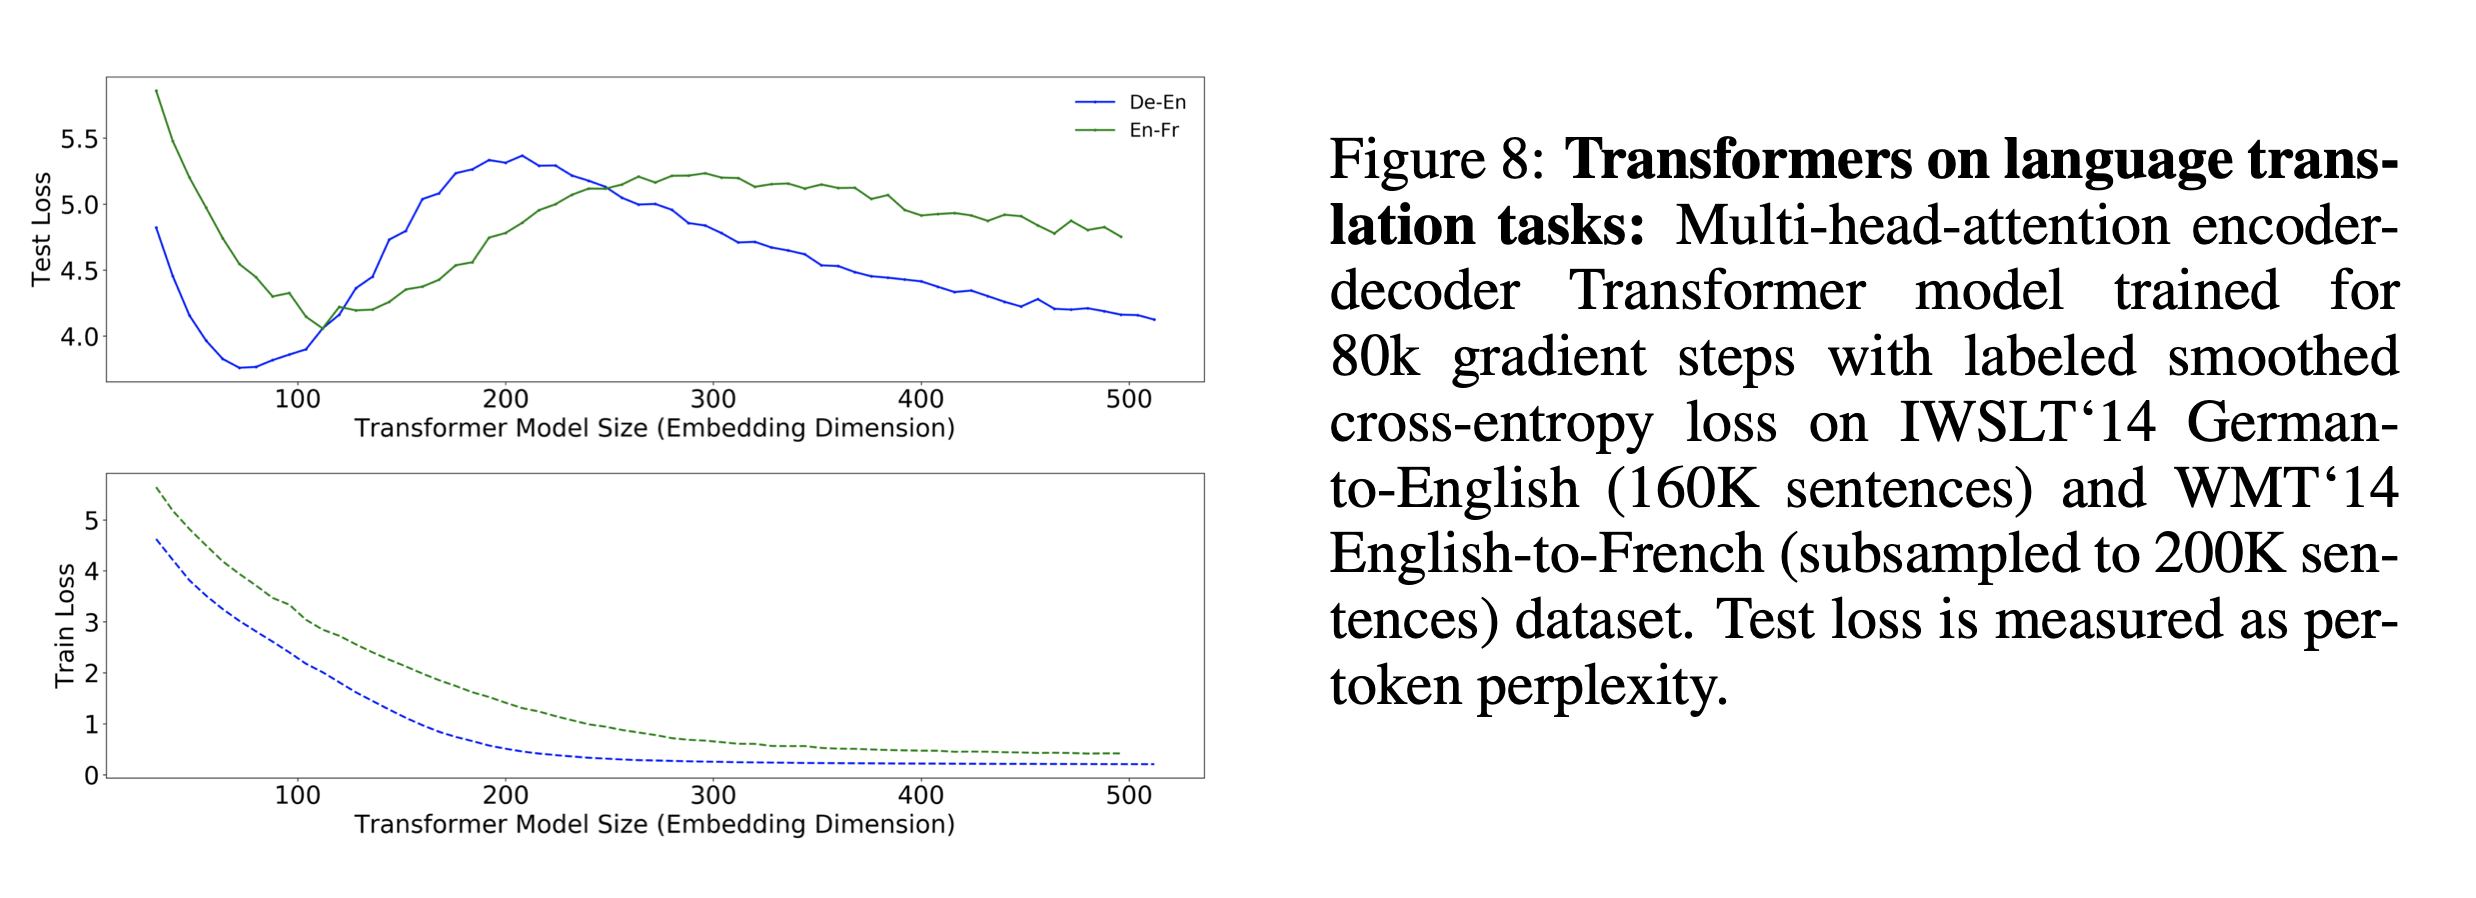 De-En
En-Fr
5.5
5.0
4.5
4.0
Test Loss
100 200 300 400 500
Transformer Model Size (Embedding Dimension)
5
4
3
2
1
0
Train Loss
100 200 300 400 500
Transformer Model Size (Embedding Dimension)
Figure 8: Transformers on language trans-
lation tasks: Multi-head-attention encoder-
decoder Transformer model trained for
80k gradient steps with labeled smoothed
cross-entropy loss on IWSLT‘14 German-
to-English (160K sentences) and WMT‘14
English-to-French (subsampled to 200K sen-
tences) dataset. Test loss is measured as per-
token perplexity.